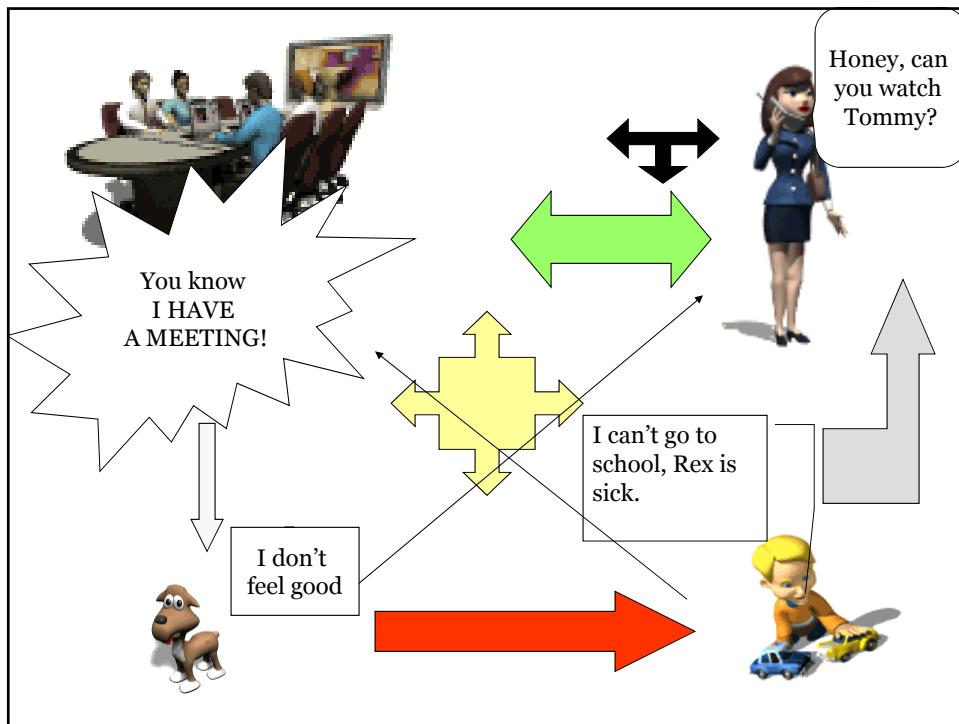 Honey, can
you watch
Tommy?
You know
I HAVE
A MEETING!
I can’t go to
school, Rex is
sick.
I don’t
feel good